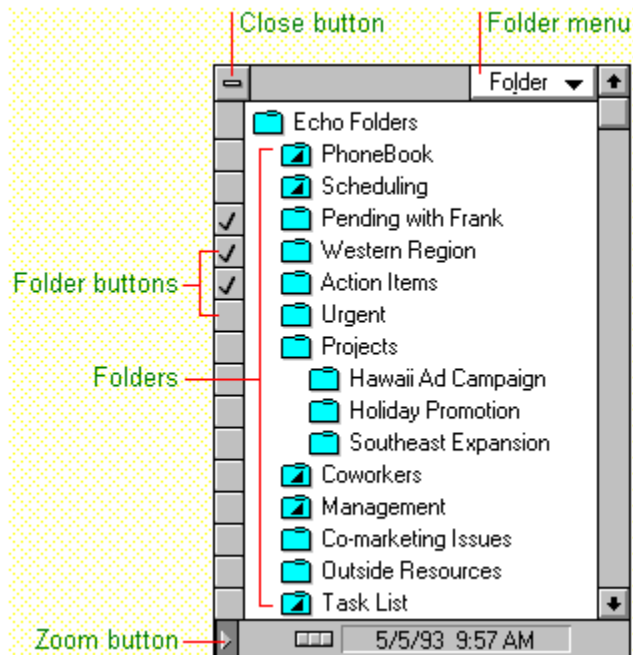 Close button
Folder menu
Folder
Echo Folders
PhoneBook
Scheduling
Pending with Frank
Western Region
Folder buttons
Action Items
Urgent
Projects
Folders
Hawaii Ad Campaign
Holiday Promotion
Southeast Expansion
Coworkers
Management
Co-marketing Issues
Outside Resources
Task List
Zoom button
5/5/93 9:57 AM